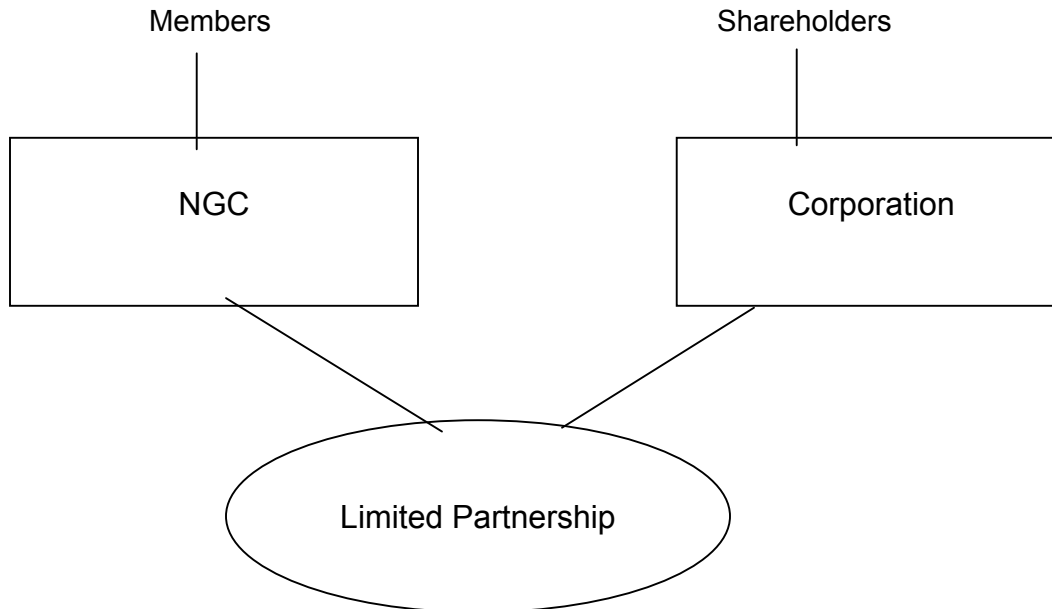 Members
Shareholders
NGC
Corporation
Limited Partnership